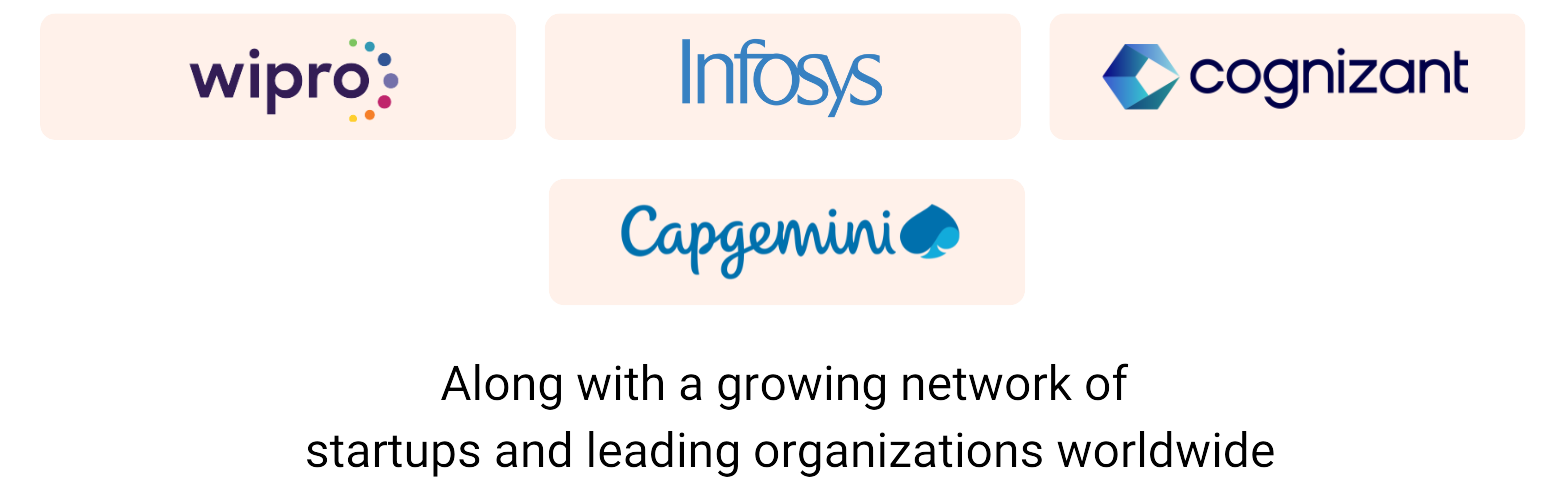 wipro
Infosys
cognizant
Capgemini
Along with a growing network of
startups and leading organizations worldwide